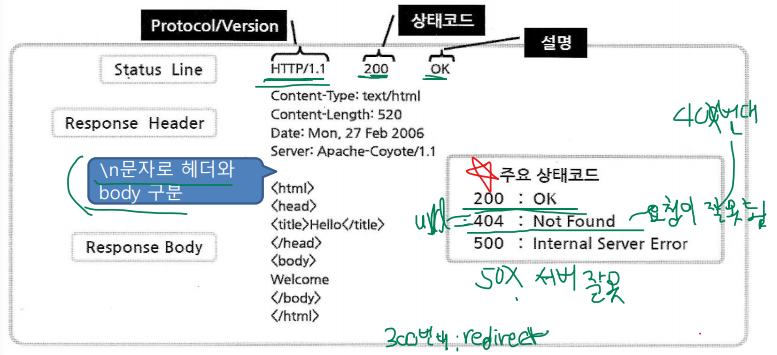 Protocol/Version
상태코드
설명
Status Line
HTTP/1.1 200 OK
Response Header
Content-Type: text/html
Content-Length: 520
Date: Mon, 27 Feb 2006
Server: Apache-Coyote/1.1
\n문자로 헤더와
body 구분
Response Body
<html>
<head>
<title>Hello</title>
</head>
<body>
Welcome
</body>
</html>
40X번대
주요 상태코드
200 : OK
url
404 : Not Found
요청이 잘못됨
500 : Internal Server Error
50X 서버 잘못
300번대 : redirect